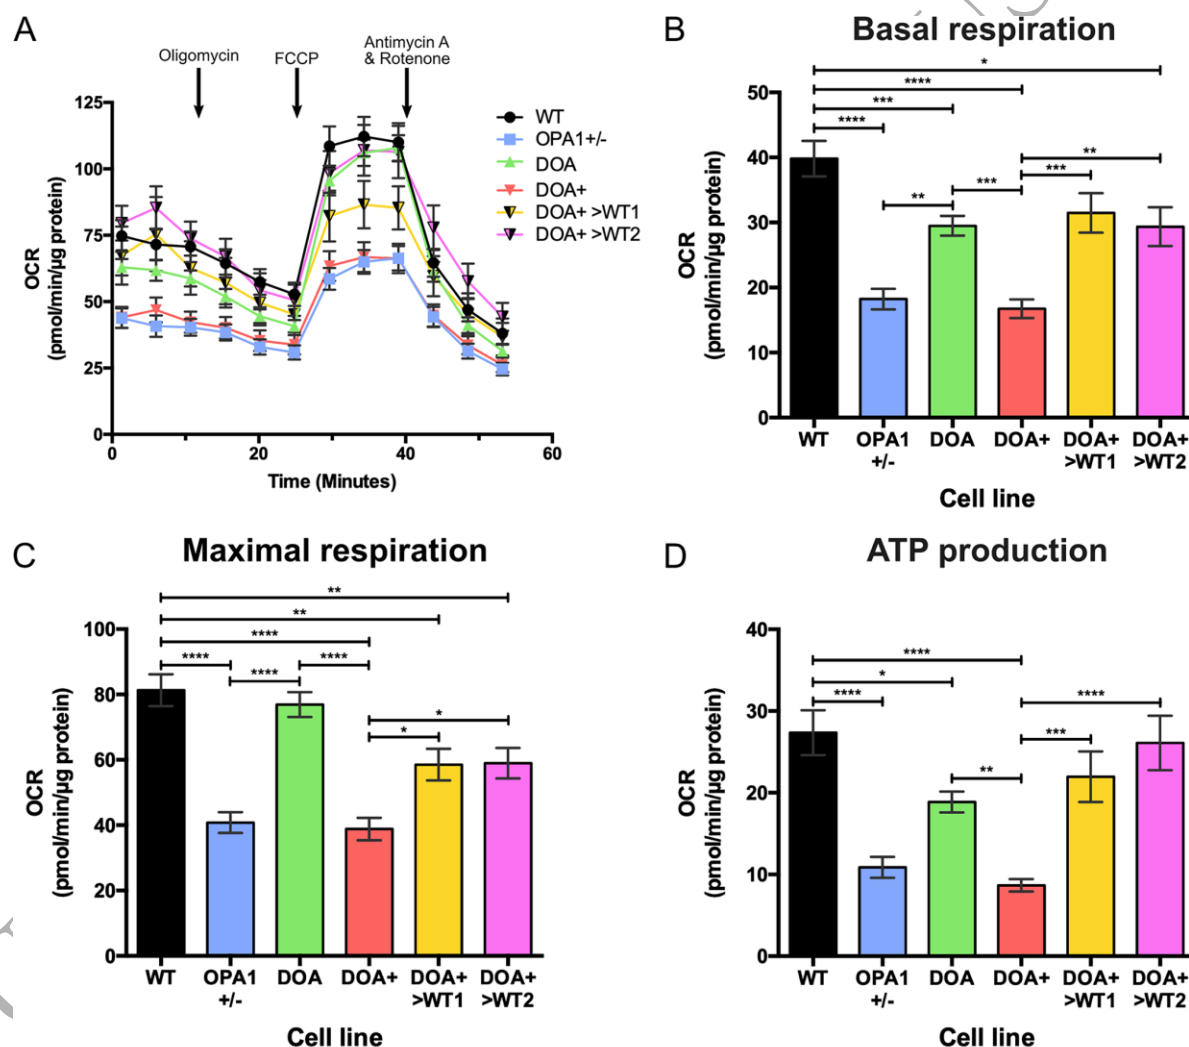 A
Oligomycin
FCCP
Antimycin A
& Rotenone
125
100
75
50
25
0
OCR
(pmol/min/µg protein)
0
20
40
60
Time (Minutes)
WT
OPA1+/-
DOA
DOA+
DOA+ >WT1
DOA+ >WT2
B
Basal respiration
*
****
***
****
**
***
**
***
50
40
30
20
10
0
OCR
(pmol/min/µg protein)
WT OPA1 DOA DOA+ DOA+ DOA+
+/- >WT1 >WT2
Cell line
C
Maximal respiration
**
**
****
**** ****
****
*
*
100
80
60
40
20
0
OCR
(pmol/min/µg protein)
WT OPA1 DOA DOA+ DOA+ DOA+
+/- >WT1 >WT2
Cell line
D
ATP production
****
*
****
****
***
**
40
30
20
10
0
OCR
(pmol/min/µg protein)
WT OPA1 DOA DOA+ DOA+ DOA+
+/- >WT1 >WT2
Cell line